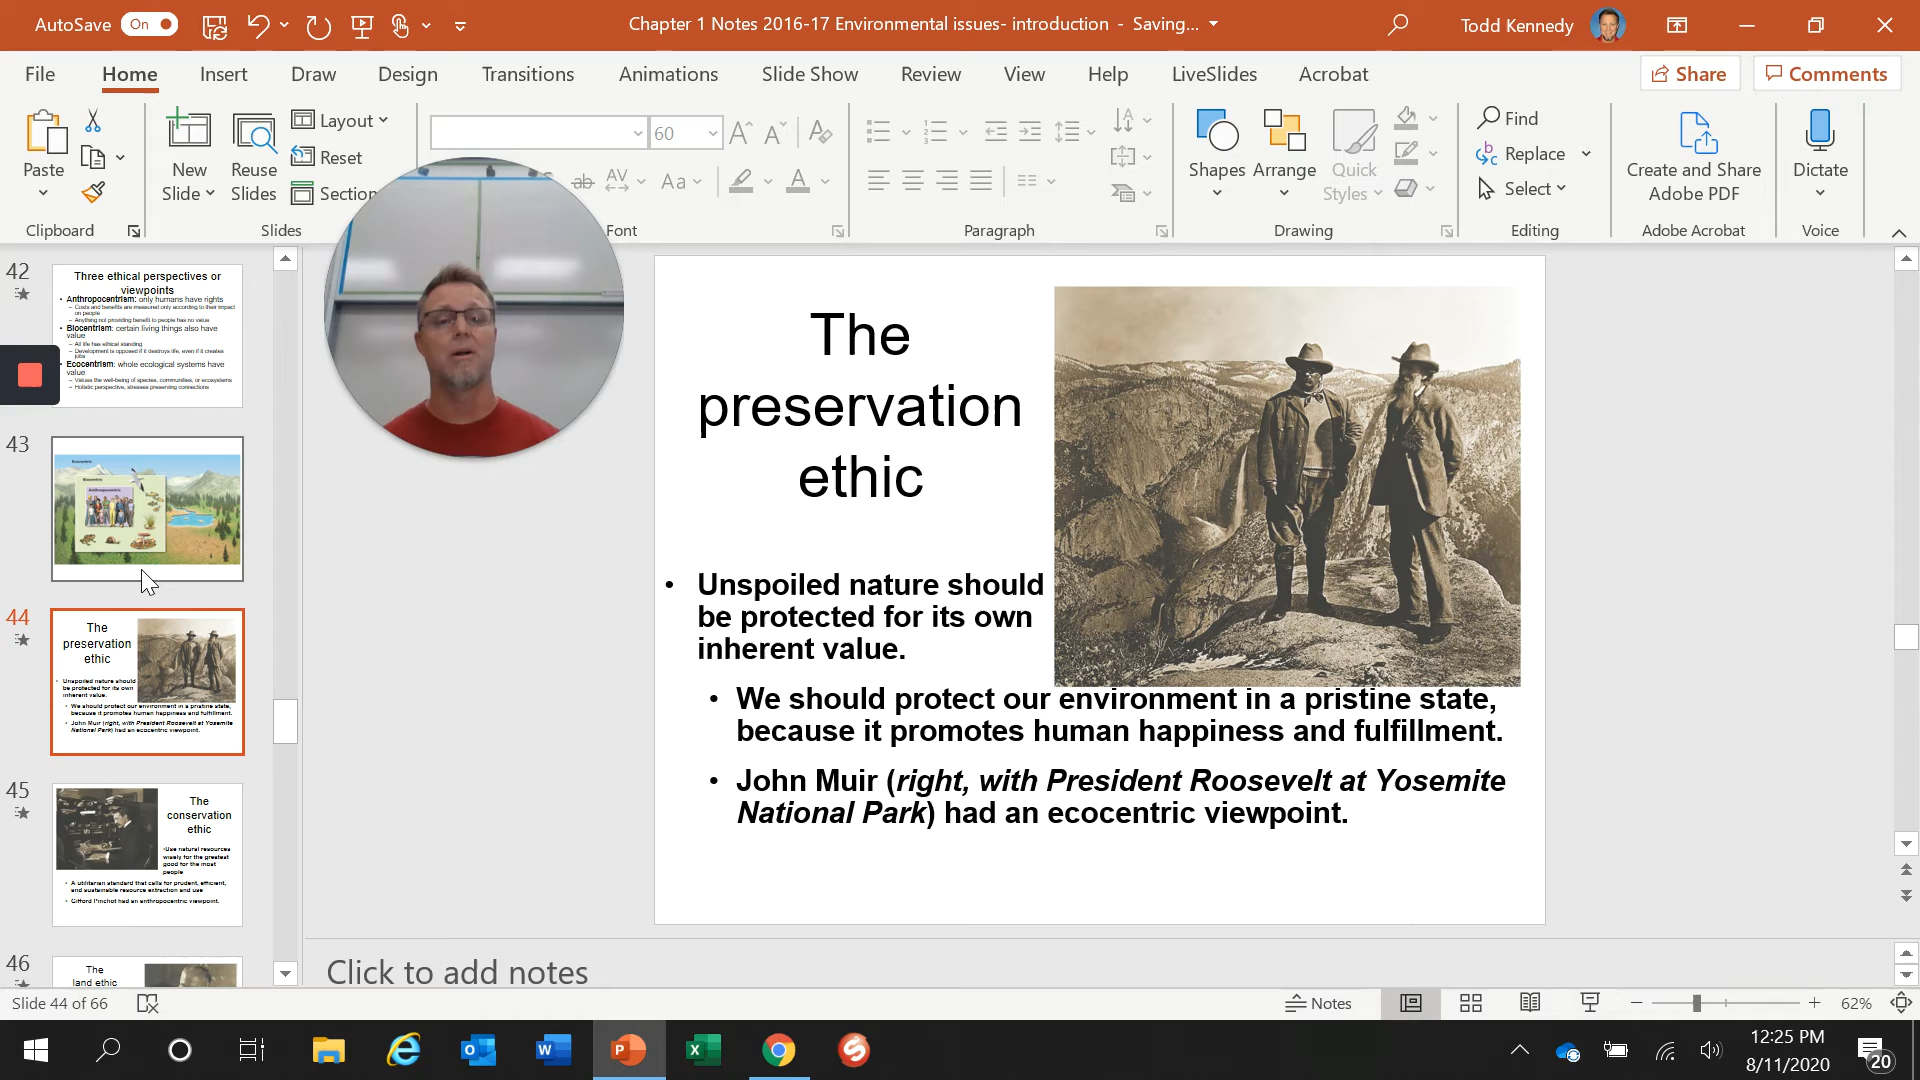 AutoSave On
Chapter 1 Notes 2016-17 Environmental issues- introduction - Saving...
Todd Kennedy
File Home Insert Draw Design Transitions Animations Slide Show Review View Help LiveSlides Acrobat
Share Comments
Paste
New
Slide
Reuse
Slides
Layout
Reset
Section
60
ab AV Aa A
Shapes Arrange Quick
Styles
Find
Replace
Select
Create and Share
Adobe PDF
Dictate
Clipboard Slides Font Paragraph Drawing Editing Adobe Acrobat Voice
42
Three ethical perspectives or
viewpoints
• Anthropocentrism: only humans have rights
– Costs and benefits are measured only according to their impact
on people
– Anything not providing benefit to people has no value
• Biocentrism: certain living things also have
value
– All life has ethical standing
– Development is opposed if it destroys life, even if it creates
jobs
Ecocentrism: whole ecological systems have
value
– Values the well-being of species, communities, or ecosystems
– Holistic perspective, stresses preserving connections
43
Ecocentric
Biocentric
Anthropocentric
44
The
preservation
ethic
• Unspoiled nature should
be protected for its own
inherent value.
• We should protect our environment in a pristine state,
because it promotes human happiness and fulfillment.
• John Muir (right, with President Roosevelt at Yosemite
National Park) had an ecocentric viewpoint.
45
The
conservation
ethic
•Use natural resources
wisely for the greatest
good for the most
people
• A utilitarian standard that calls for prudent, efficient,
and sustainable resource extraction and use
• Gifford Pinchot had an anthropocentric viewpoint.
46
The
land ethic
The
preservation
ethic
• Unspoiled nature should
be protected for its own
inherent value.
• We should protect our environment in a pristine state,
because it promotes human happiness and fulfillment.
• John Muir (right, with President Roosevelt at Yosemite
National Park) had an ecocentric viewpoint.
Click to add notes
Slide 44 of 66
Notes
62%
12:25 PM
8/11/2020
20